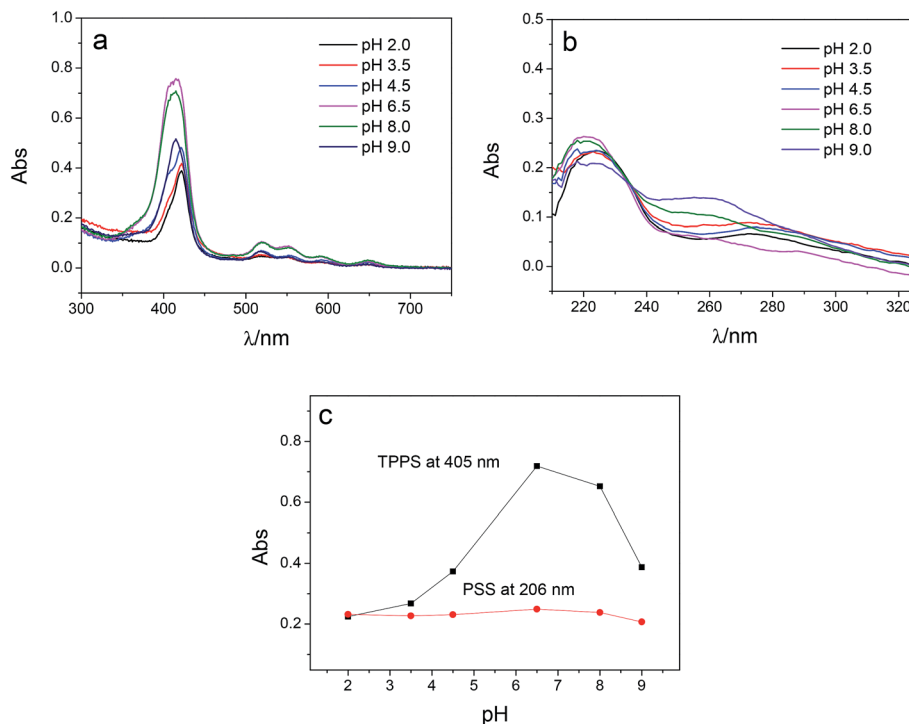 a
pH 2.0
pH 3.5
pH 4.5
pH 6.5
pH 8.0
pH 9.0
1.0
0.8
0.6
0.4
0.2
0.0
Abs
300 400 500 600 700
λ/nm
b
pH 2.0
pH 3.5
pH 4.5
pH 6.5
pH 8.0
pH 9.0
0.5
0.4
0.3
0.2
0.1
0.0
Abs
220 240 260 280 300 320
λ/nm
c
TPPS at 405 nm
PSS at 206 nm
0.8
0.6
0.4
0.2
Abs
2 3 4 5 6 7 8 9
pH